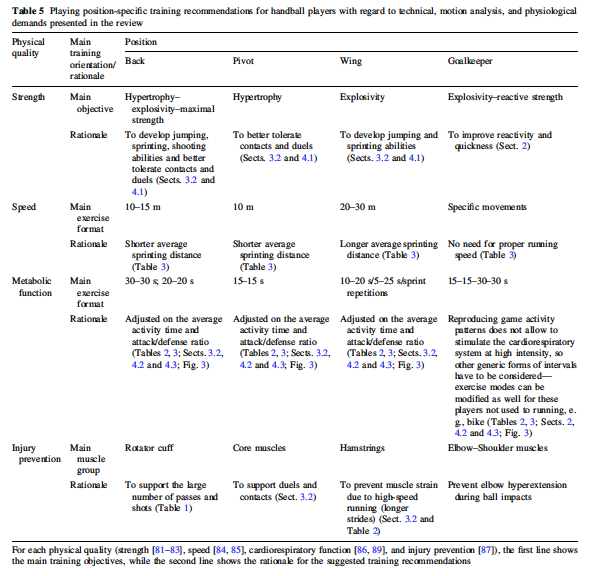 Table 5 Playing position-specific training recommendations for handball players with regard to technical, motion analysis, and physiological
demands presented in the review
Physical quality
Main training orientation/rationale
Position
Back
Pivot
Wing
Goalkeeper
Strength
Main objective
Hypertrophy–
explosivity–maximal
strength
Hypertrophy
Explosivity
Explosivity–reactive strength
Rationale
To develop jumping,
sprinting, shooting
abilities and better
tolerate contacts and
duels (Sects. 3.2 and
4.1)
To better tolerate
contacts and duels
(Sects. 3.2 and 4.1)
To develop jumping and
sprinting abilities
(Sects. 3.2 and 4.1)
To improve reactivity and
quickness (Sect. 2)
Speed
Main
exercise
format
10–15 m
10 m
20–30 m
Specific movements
Rationale
Shorter average
sprinting distance
(Table 3)
Shorter average
sprinting distance
(Table 3)
Longer average sprinting
distance (Table 3)
No need for proper running
speed (Table 3)
Metabolic
function
Main
exercise
format
30–30 s; 20–20 s
15–15 s
10–20 s/5–25 s/sprint
repetitions
15–15–30–30 s
Rationale
Adjusted on the average
activity time and
attack/defense ratio
(Tables 2, 3; Sects. 3.2,
4.2 and 4.3; Fig. 3)
Adjusted on the average
activity time and
attack/defense ratio
(Tables 2, 3; Sects. 3.2,
4.2 and 4.3; Fig. 3)
Adjusted on the average
activity time and
attack/defense ratio
(Tables 2, 3; Sects. 3.2,
4.2 and 4.3; Fig. 3)
Reproducing game activity
patterns does not allow to
stimulate the cardiorespiratory
system at high intensity, so
other generic forms of intervals
have to be considered—
exercise modes can be
modified as well for these
players not used to running, e.
g., bike (Tables 2, 3; Sects. 2,
4.2 and 4.3; Fig. 3)
Injury
prevention
Main
muscle
group
Rotator cuff
Core muscles
Hamstrings
Elbow–Shoulder muscles
Rationale
To support the large
number of passes and
shots (Table 1)
To support duels and
contacts (Sect. 3.2)
To prevent muscle strain
due to high-speed
running (longer
strides) (Sect. 3.2 and
Table 2)
Prevent elbow hyperextension
during ball impacts
For each physical quality (strength [81–83], speed [84, 85], cardiorespiratory function [86, 89], and injury prevention [87]), the first line shows
the main training objectives, while the second line shows the rationale for the suggested training recommendations